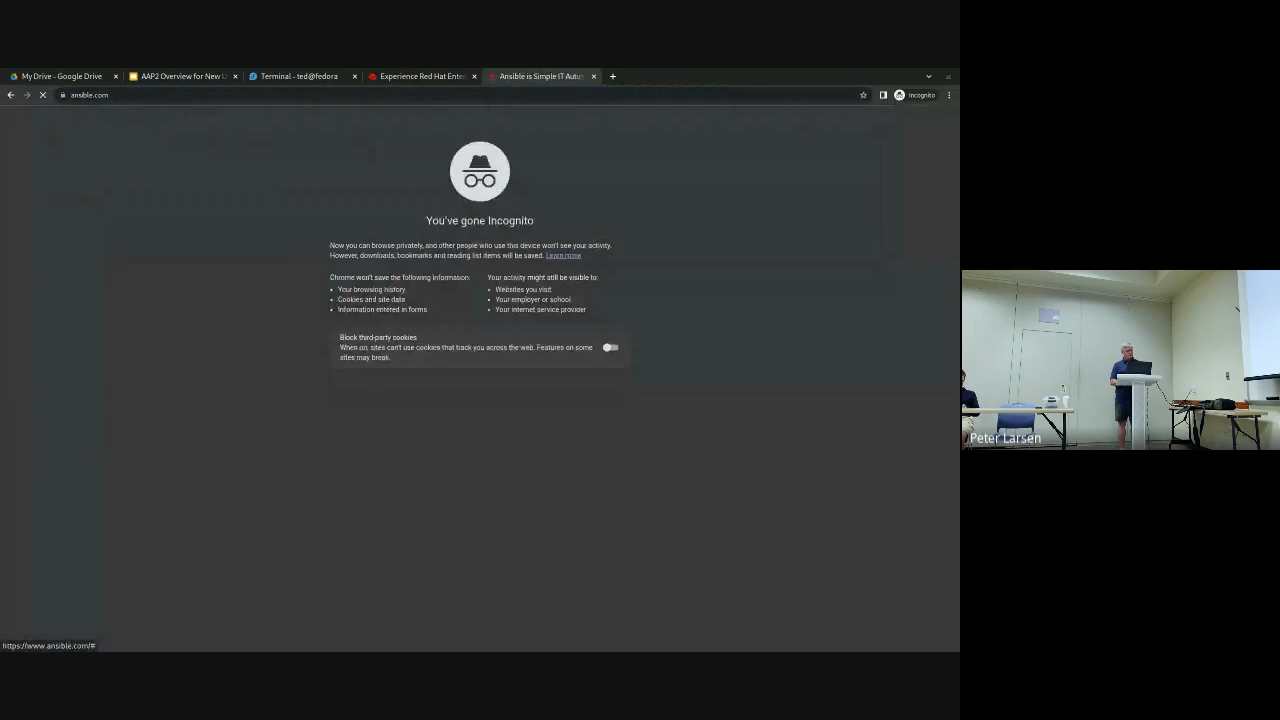 My Drive - Google Drive
AAP2 Overview for New U
Terminal - ted@fedora
Experience Red Hat Enter
Ansible is Simple IT Auto
ansible.com
Incognito
You've gone Incognito
Now you can browse privately, and other people who use this device won't see your activity.
However, downloads, bookmarks and reading list items will be saved. Learn more
Chrome won't save the following information:
• Your browsing history
• Cookies and site data
• Information entered in forms
Your activity might still be visible to:
• Websites you visit
• Your employer or school
• Your internet service provider
Block third-party cookies
When on, sites can't use cookies that track you across the web. Features on some
sites may break.
https://www.ansible.com/#
Peter Larsen